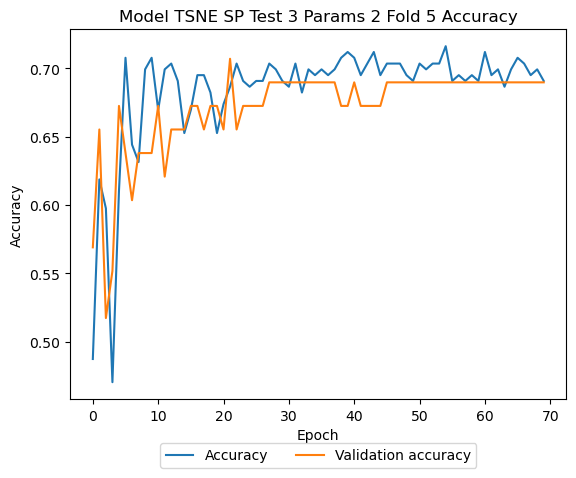 Model TSNE SP Test 3 Params 2 Fold 5 Accuracy
0.70
0.65
0.60
0.55
0.50
Accuracy
0 10 20 30 40 50 60 70
Epoch
Accuracy Validation accuracy